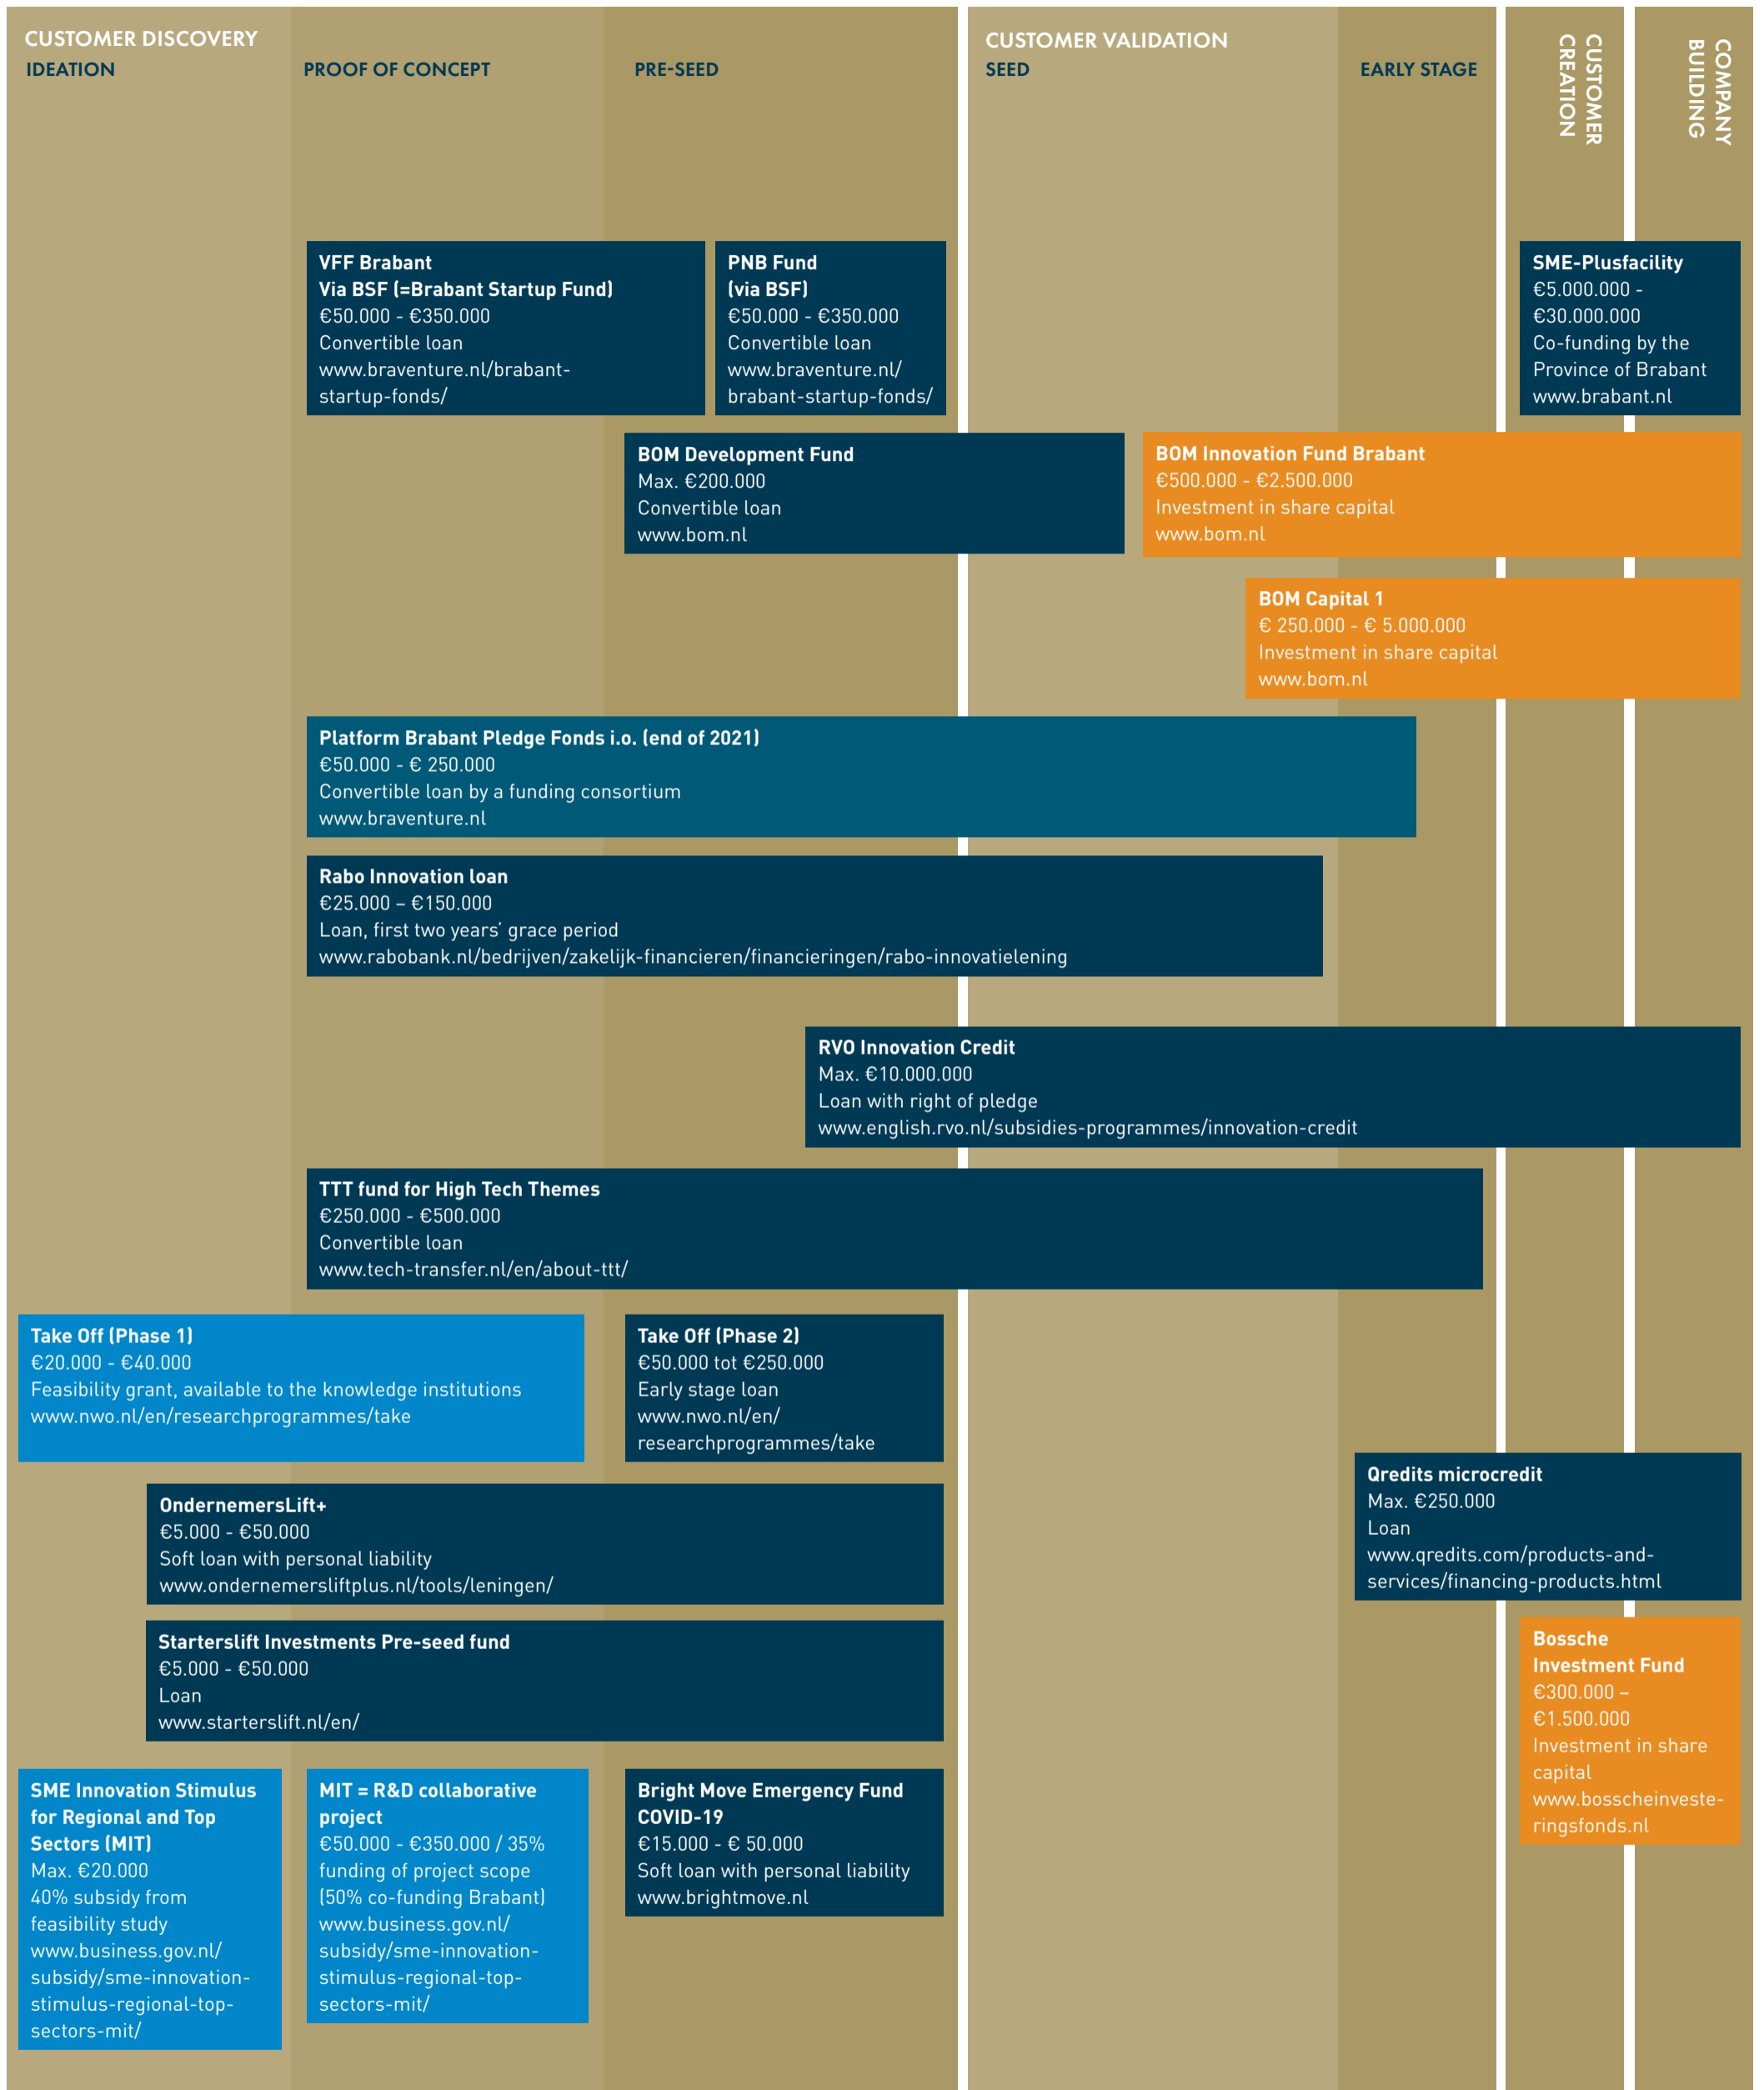 CUSTOMER DISCOVERY
IDEATION
PROOF OF CONCEPT
PRE-SEED
CUSTOMER VALIDATION
SEED
EARLY STAGE
CUSTOMER
CREATION
COMPANY
BUILDING
VFF Brabant
Via BSF (=Brabant Startup Fund)
€50.000 - €350.000
Convertible loan
www.braventure.nl/brabant-
startup-fonds/
PNB Fund
(via BSF)
€50.000 - €350.000
Convertible loan
www.braventure.nl/
brabant-startup-fonds/
SME-Plusfacility
€5.000.000 -
€30.000.000
Co-funding by the
Province of Brabant
www.brabant.nl
BOM Development Fund
Max. €200.000
Convertible loan
www.bom.nl
BOM Innovation Fund Brabant
€500.000 - €2.500.000
Investment in share capital
www.bom.nl
BOM Capital 1
€ 250.000 - € 5.000.000
Investment in share capital
www.bom.nl
Platform Brabant Pledge Fonds i.o. (end of 2021)
€50.000 - € 250.000
Convertible loan by a funding consortium
www.braventure.nl
Rabo Innovation loan
€25.000 – €150.000
Loan, first two years’ grace period
www.rabobank.nl/bedrijven/zakelijk-financieren/financieringen/rabo-innovatielening
RVO Innovation Credit
Max. €10.000.000
Loan with right of pledge
www.english.rvo.nl/subsidies-programmes/innovation-credit
TTT fund for High Tech Themes
€250.000 - €500.000
Convertible loan
www.tech-transfer.nl/en/about-ttt/
Take Off (Phase 1)
€20.000 - €40.000
Feasibility grant, available to the knowledge institutions
www.nwo.nl/en/researchprogrammes/take
Take Off (Phase 2)
€50.000 tot €250.000
Early stage loan
www.nwo.nl/en/
researchprogrammes/take
Qredits microcredit
Max. €250.000
Loan
www.qredits.com/products-and-
services/financing-products.html
OndernemersLift+
€5.000 - €50.000
Soft loan with personal liability
www.ondernemersliftplus.nl/tools/leningen/
Starterslift Investments Pre-seed fund
€5.000 - €50.000
Loan
www.starterslift.nl/en/
Bossche
Investment Fund
€300.000 –
€1.500.000
Investment in share
capital
www.bosscheinveste-
ringsfonds.nl
SME Innovation Stimulus
for Regional and Top
Sectors (MIT)
Max. €20.000
40% subsidy from
feasibility study
www.business.gov.nl/
subsidy/sme-innovation-
stimulus-regional-top-
sectors-mit/
MIT = R&D collaborative
project
€50.000 - €350.000 / 35%
funding of project scope
(50% co-funding Brabant)
www.business.gov.nl/
subsidy/sme-innovation-
stimulus-regional-top-
sectors-mit/
Bright Move Emergency Fund
COVID-19
€15.000 - € 50.000
Soft loan with personal liability
www.brightmove.nl